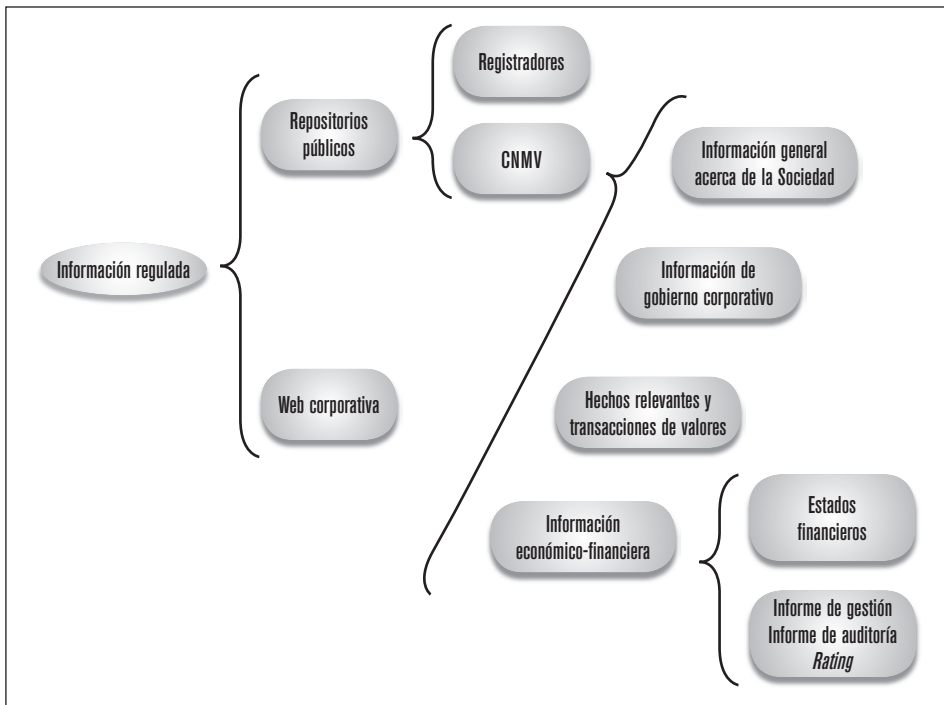 Registradores
Repositorios
públicos
CNMV
Información general
acerca de la Sociedad
Información regulada
Información de
gobierno corporativo
Web corporativa
Hechos relevantes y
transacciones de valores
Información
económico-financiera
Estados
financieros
Informe de gestión
Informe de auditoría
Rating